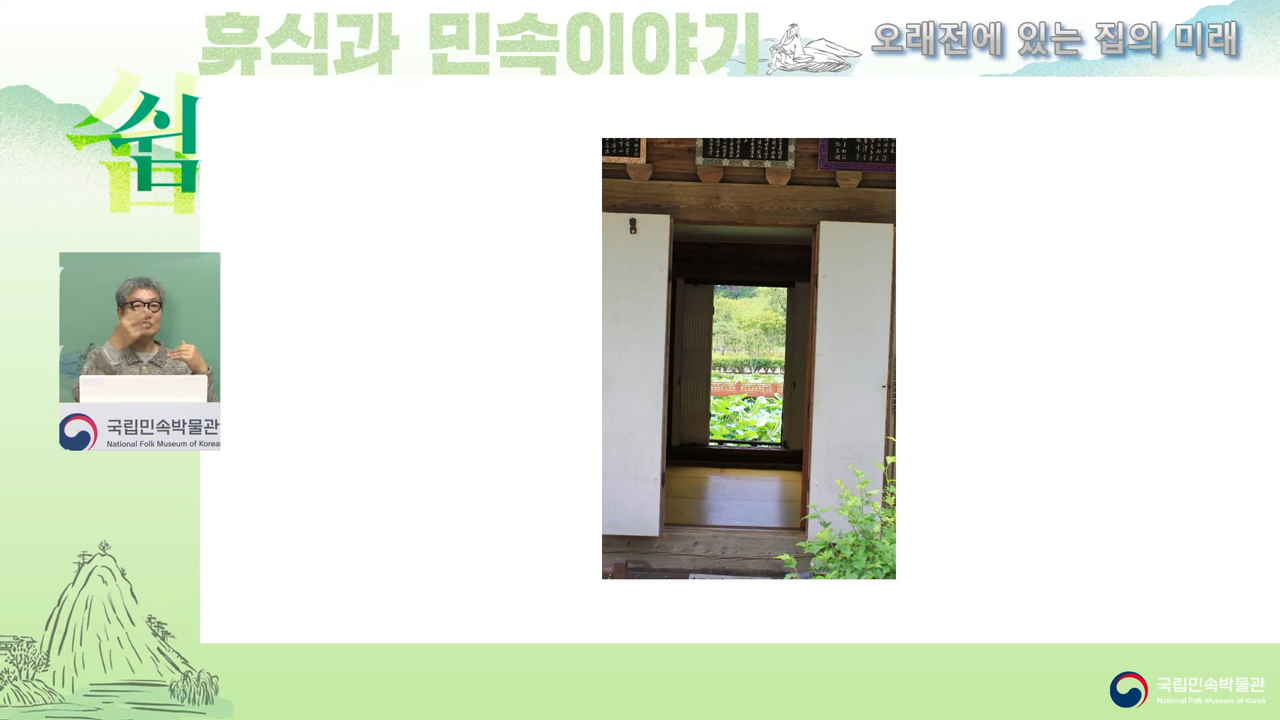 휴식과 민속이야기
오래전에 있는 집의 미래
쉼
국립민속박물관
National Folk Museum of Korea
국립민속박물관
National Folk Museum of Korea